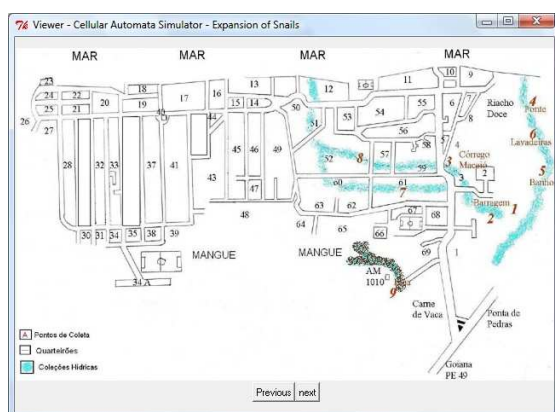 Viewer - Cellular Automata Simulator - Expansion of Snails
MAR MAR MAR MAR
23
24 22 18 17 16 13 12 11 10 9
25 21 20 19 15 14 50 53 54 55 6 8
26 27 40 44 51 56 5 7
Riacho
Doce
4
Ponte
6
Lavadeiras
28 32 33 37 41 43 45 46 49 52 8 57 58 59 3
Córrego
Macaió
3 2
5
Banho
47 60 61 7
Barragem
2 1
48 63 62 67 68
30 31 34 35 38 39 64 65 66
MANGUE MANGUE
69 1
34 A
AM
1010
9
Carne
de Vaca
Ponta de
Pedras
Goiana
PE 49
A Pontos de Coleta
Quarteirões
Coleções Hídricas
Previous next